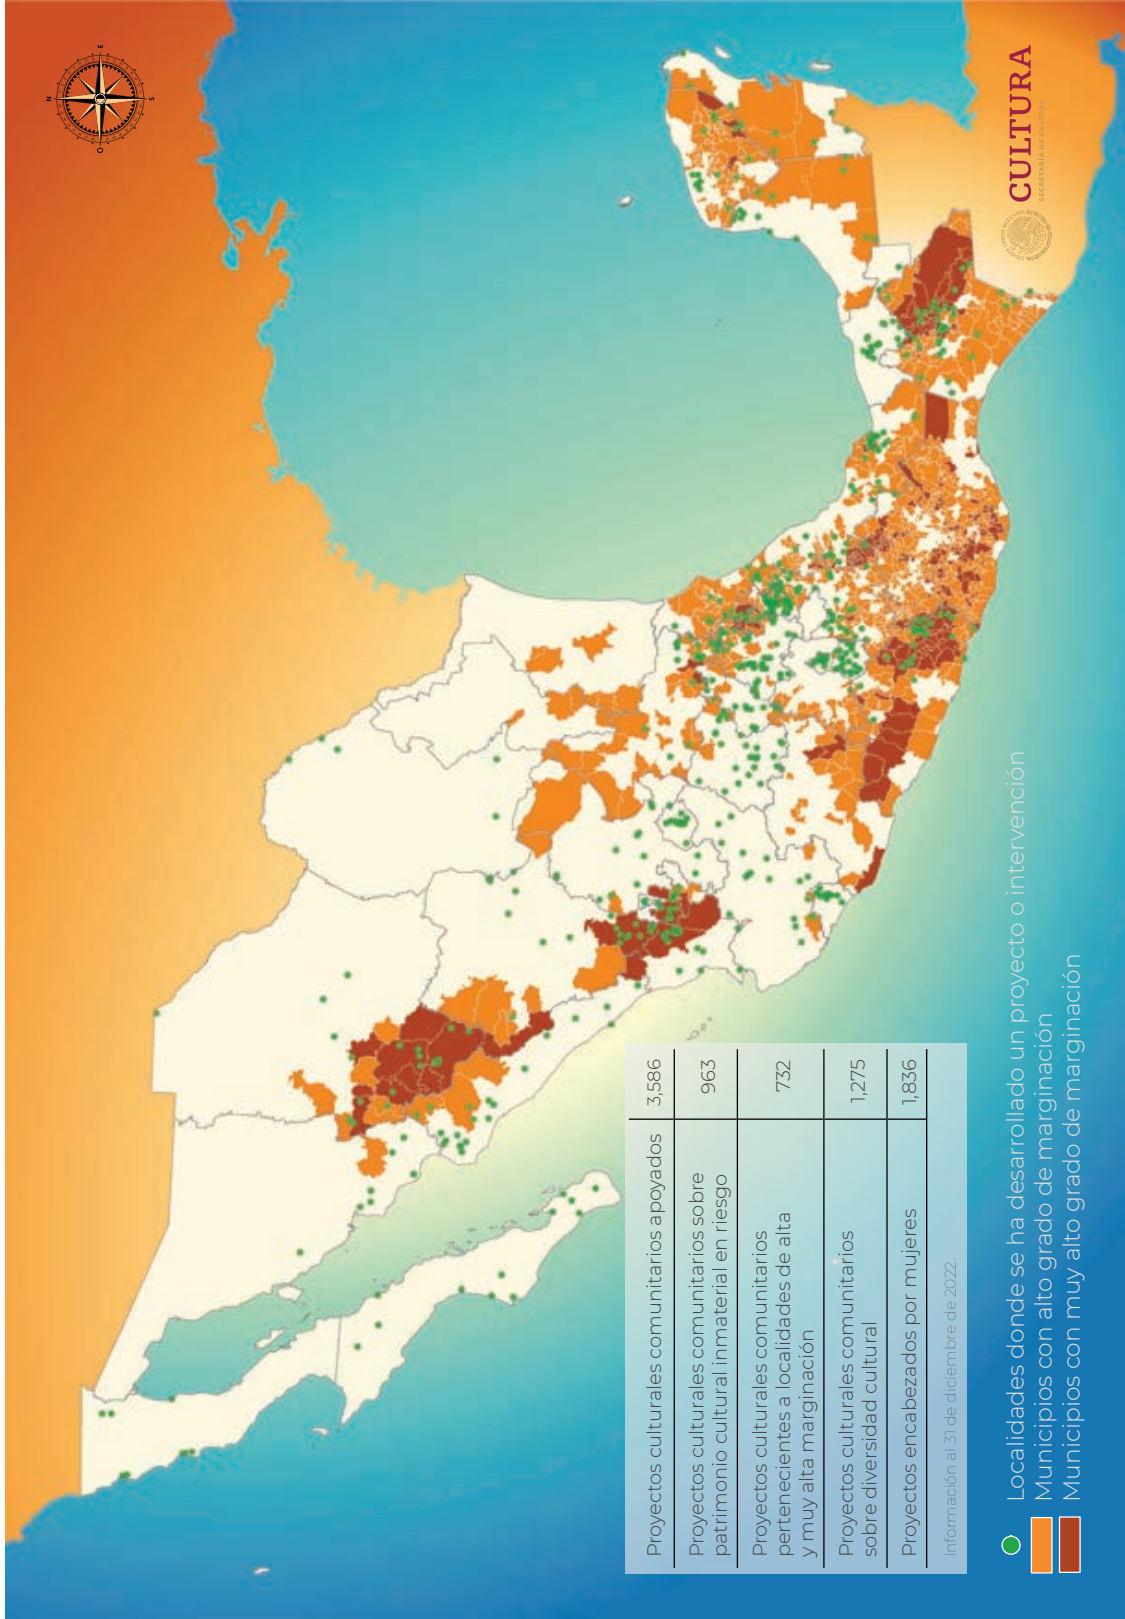 N
E
S
O
Proyectos culturales comunitarios apoyados 3,586
Proyectos culturales comunitarios sobre
patrimonio cultural inmaterial en riesgo 963
Proyectos culturales comunitarios
pertenecientes a localidades de alta
y muy alta marginación 732
Proyectos culturales comunitarios
sobre diversidad cultural 1,275
Proyectos encabezados por mujeres 1,836
Información al 31 de diciembre de 2022.
Localidades donde se ha desarrollado un proyecto o intervención
Municipios con alto grado de marginación
Municipios con muy alto grado de marginación
CULTURA
SECRETARÍA DE CULTURA